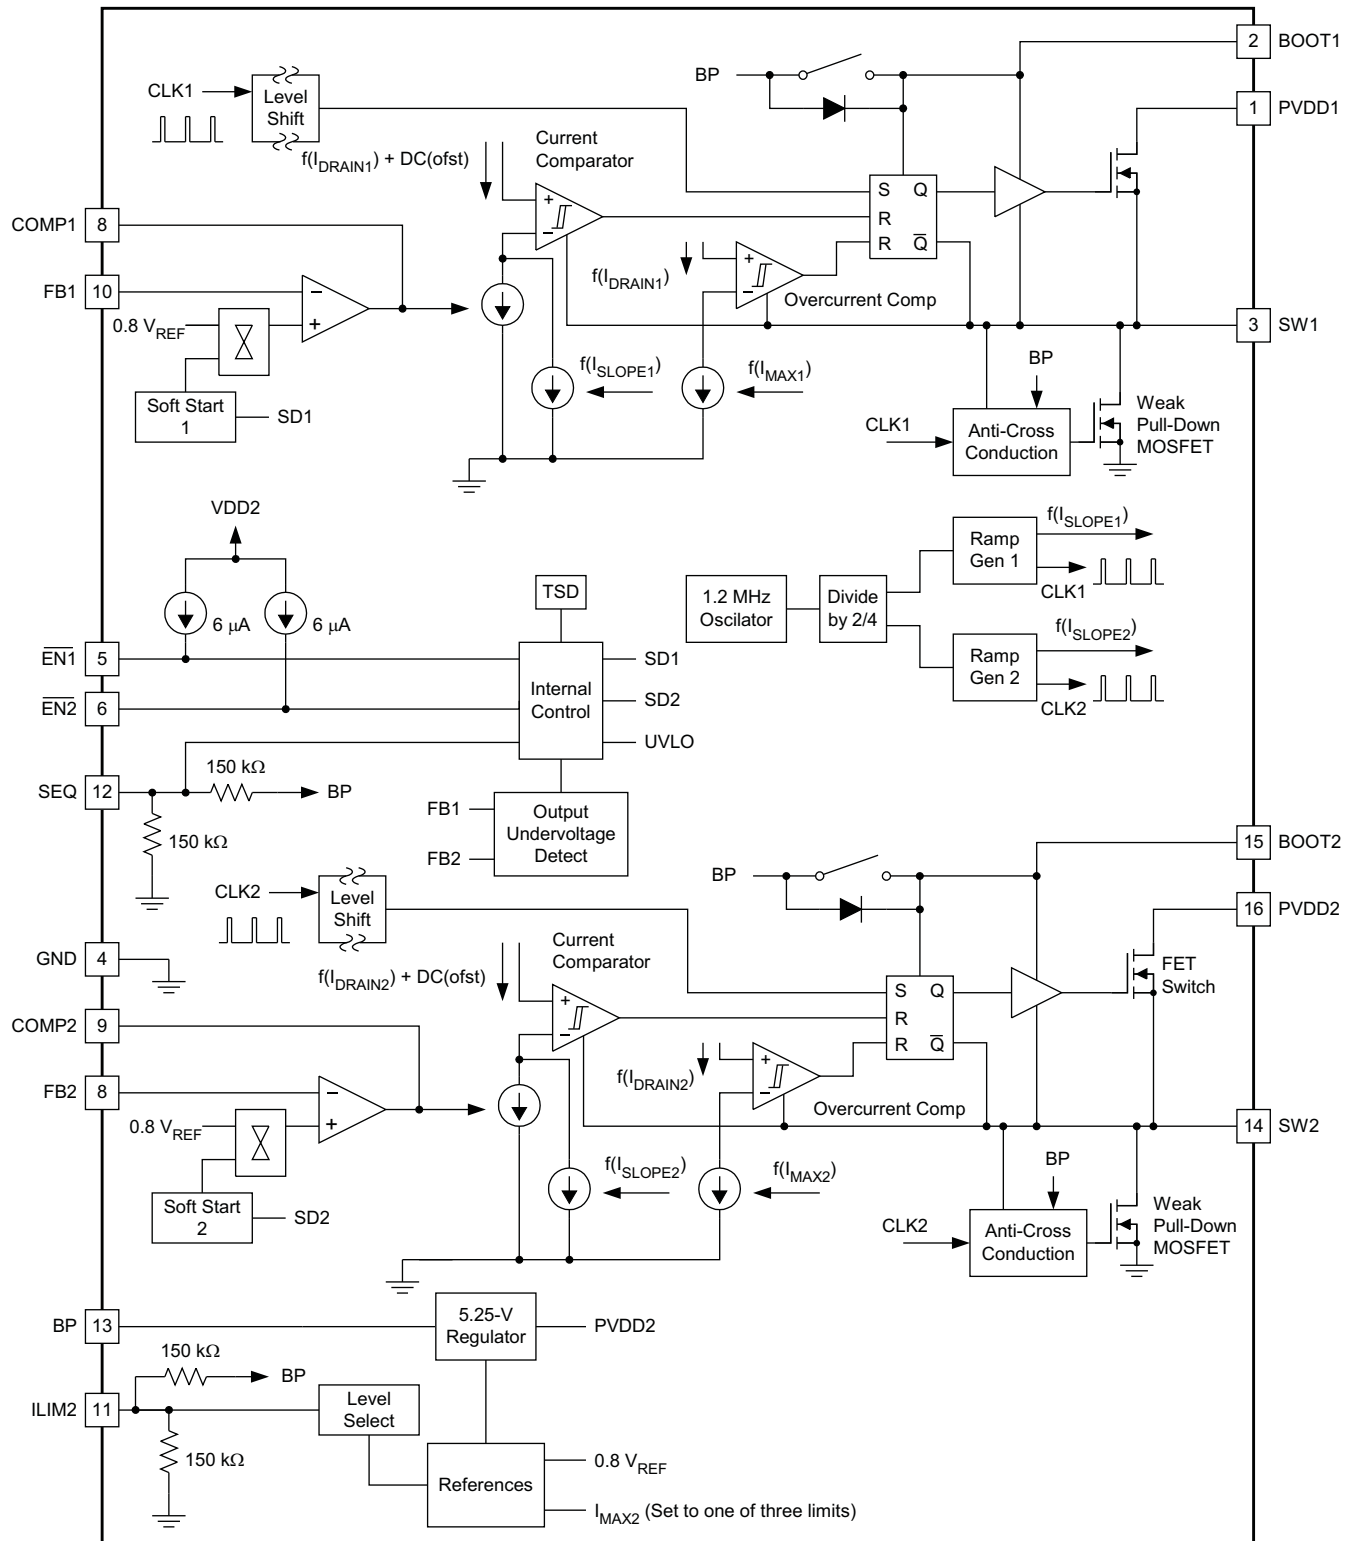 2 BOOT1
BP
CLK1
Level
Shift
1 PVDD1
f(IDRAIN1) + DC(ofst)
Current
Comparator
S Q
R
R Q̅
+
−
COMP1 8
f(IDRAIN1)
+
−
Overcurrent Comp
FB1 10
−
+
0.8 VREF
3 SW1
Soft Start
1
SD1
f(ISLOPE1)
f(IMAX1)
BP
CLK1
Anti-Cross
Conduction
Weak
Pull-Down
MOSFET
VDD2
6 µA
6 µA
TSD
1.2 MHz
Oscilator
Divide
by 2/4
Ramp
Gen 1
f(ISLOPE1)
CLK1
Ramp
Gen 2
f(ISLOPE2)
CLK2
E̅N̅1̅ 5
E̅N̅2̅ 6
Internal
Control
SD1
SD2
UVLO
SEQ 12
150 kΩ
BP
150 kΩ
FB1
FB2
Output
Undervoltage
Detect
15 BOOT2
BP
CLK2
Level
Shift
16 PVDD2
GND 4
f(IDRAIN2) + DC(ofst)
Current
Comparator
FET
Switch
S Q
R
R Q̅
+
−
COMP2 9
f(IDRAIN2)
+
−
Overcurrent Comp
FB2 8
−
+
0.8 VREF
14 SW2
Soft Start
2
SD2
f(ISLOPE2)
f(IMAX2)
BP
CLK2
Anti-Cross
Conduction
Weak
Pull-Down
MOSFET
BP 13
5.25-V
Regulator
PVDD2
150 kΩ
BP
ILIM2 11
Level
Select
150 kΩ
References
0.8 VREF
IMAX2 (Set to one of three limits)